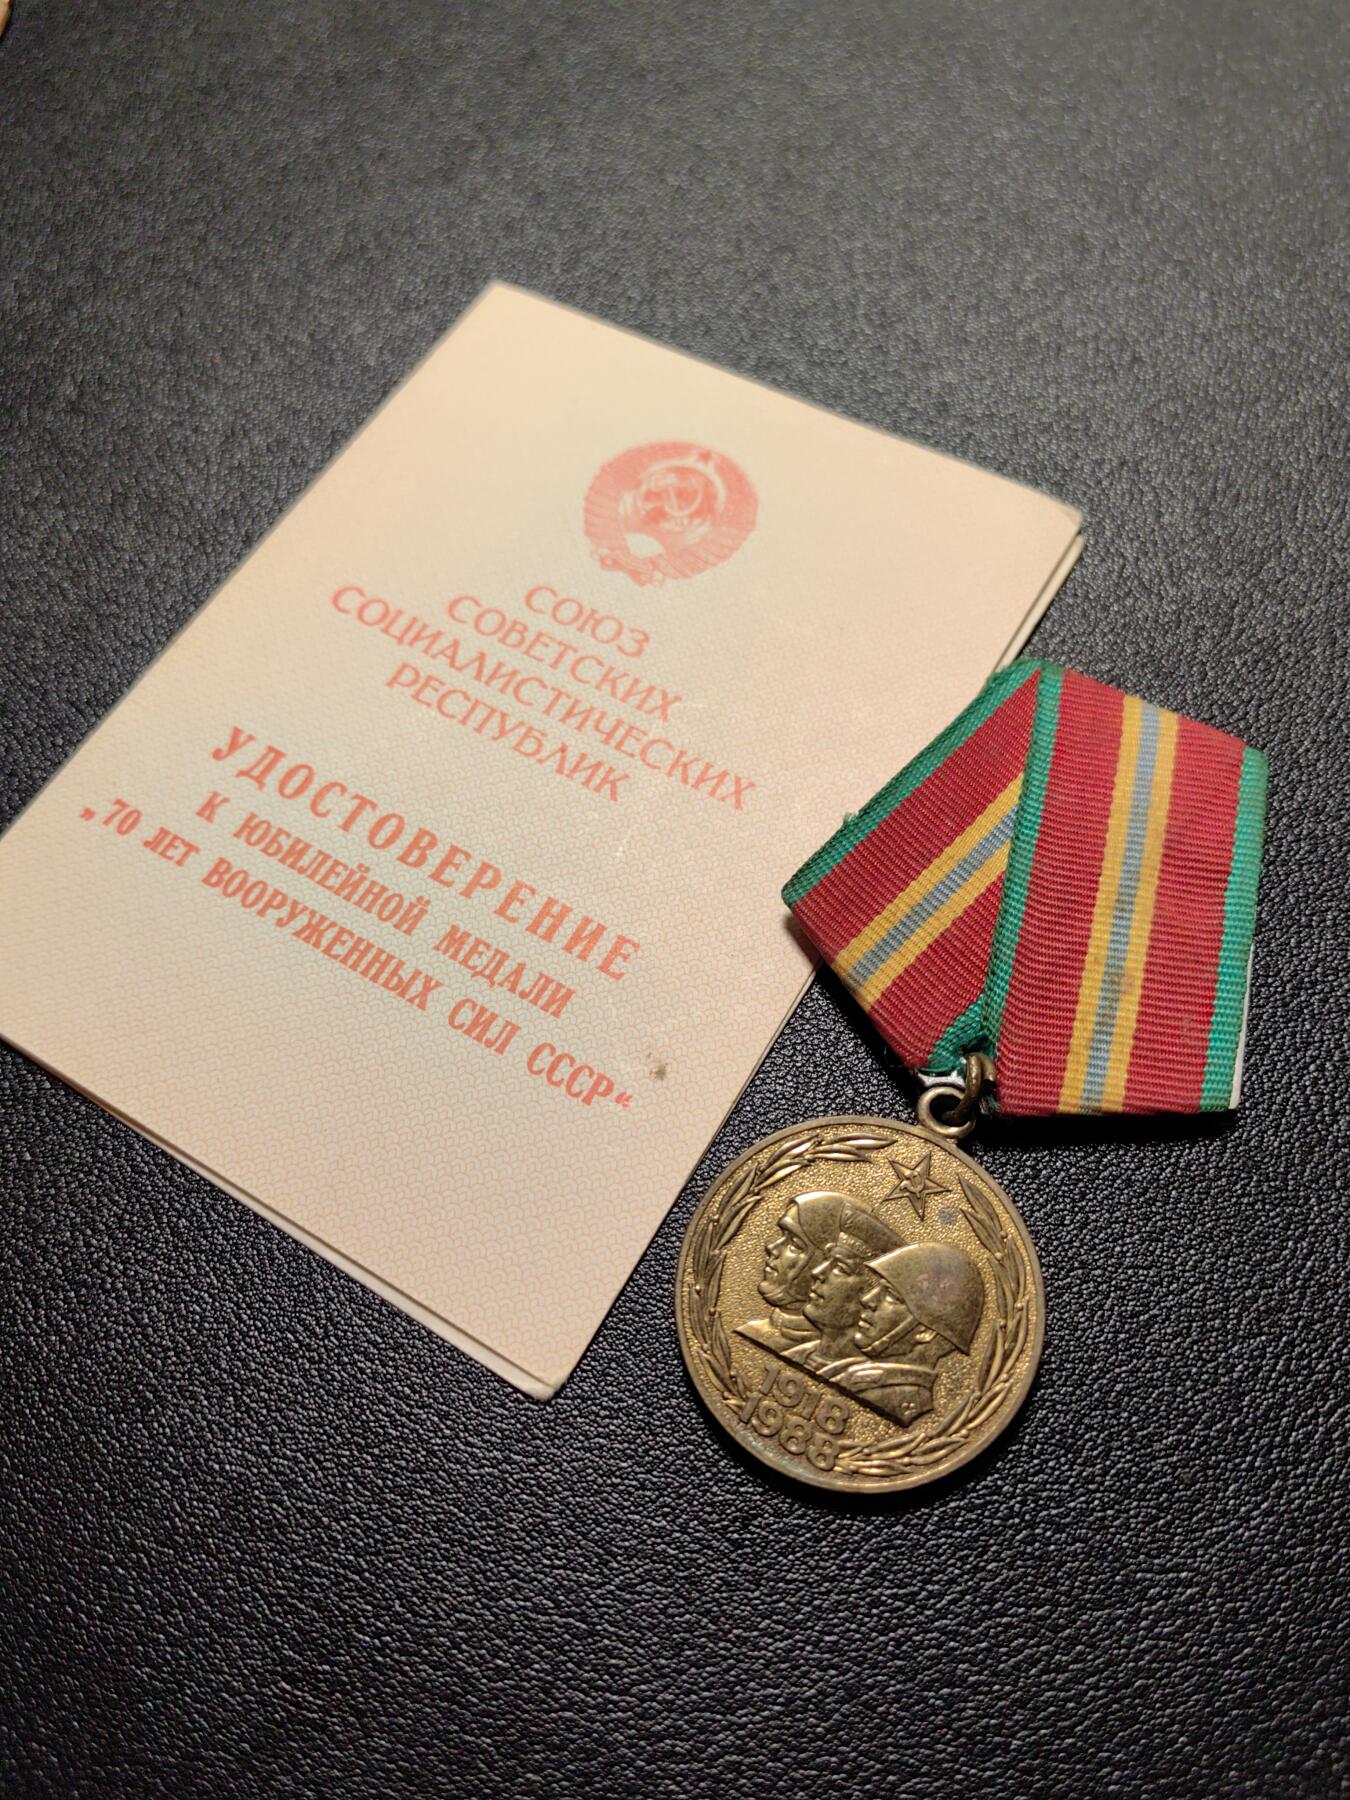 СОЮЗ
СОВЕТСКИХ
СОЦИАЛИСТИЧЕСКИХ
РЕСПУБЛИК
УДОСТОВЕРЕНИЕ
К ЮБИЛЕЙНОЙ МЕДАЛИ
„70 ЛЕТ ВООРУЖЕННЫХ СИЛ СССР“
1918
1988